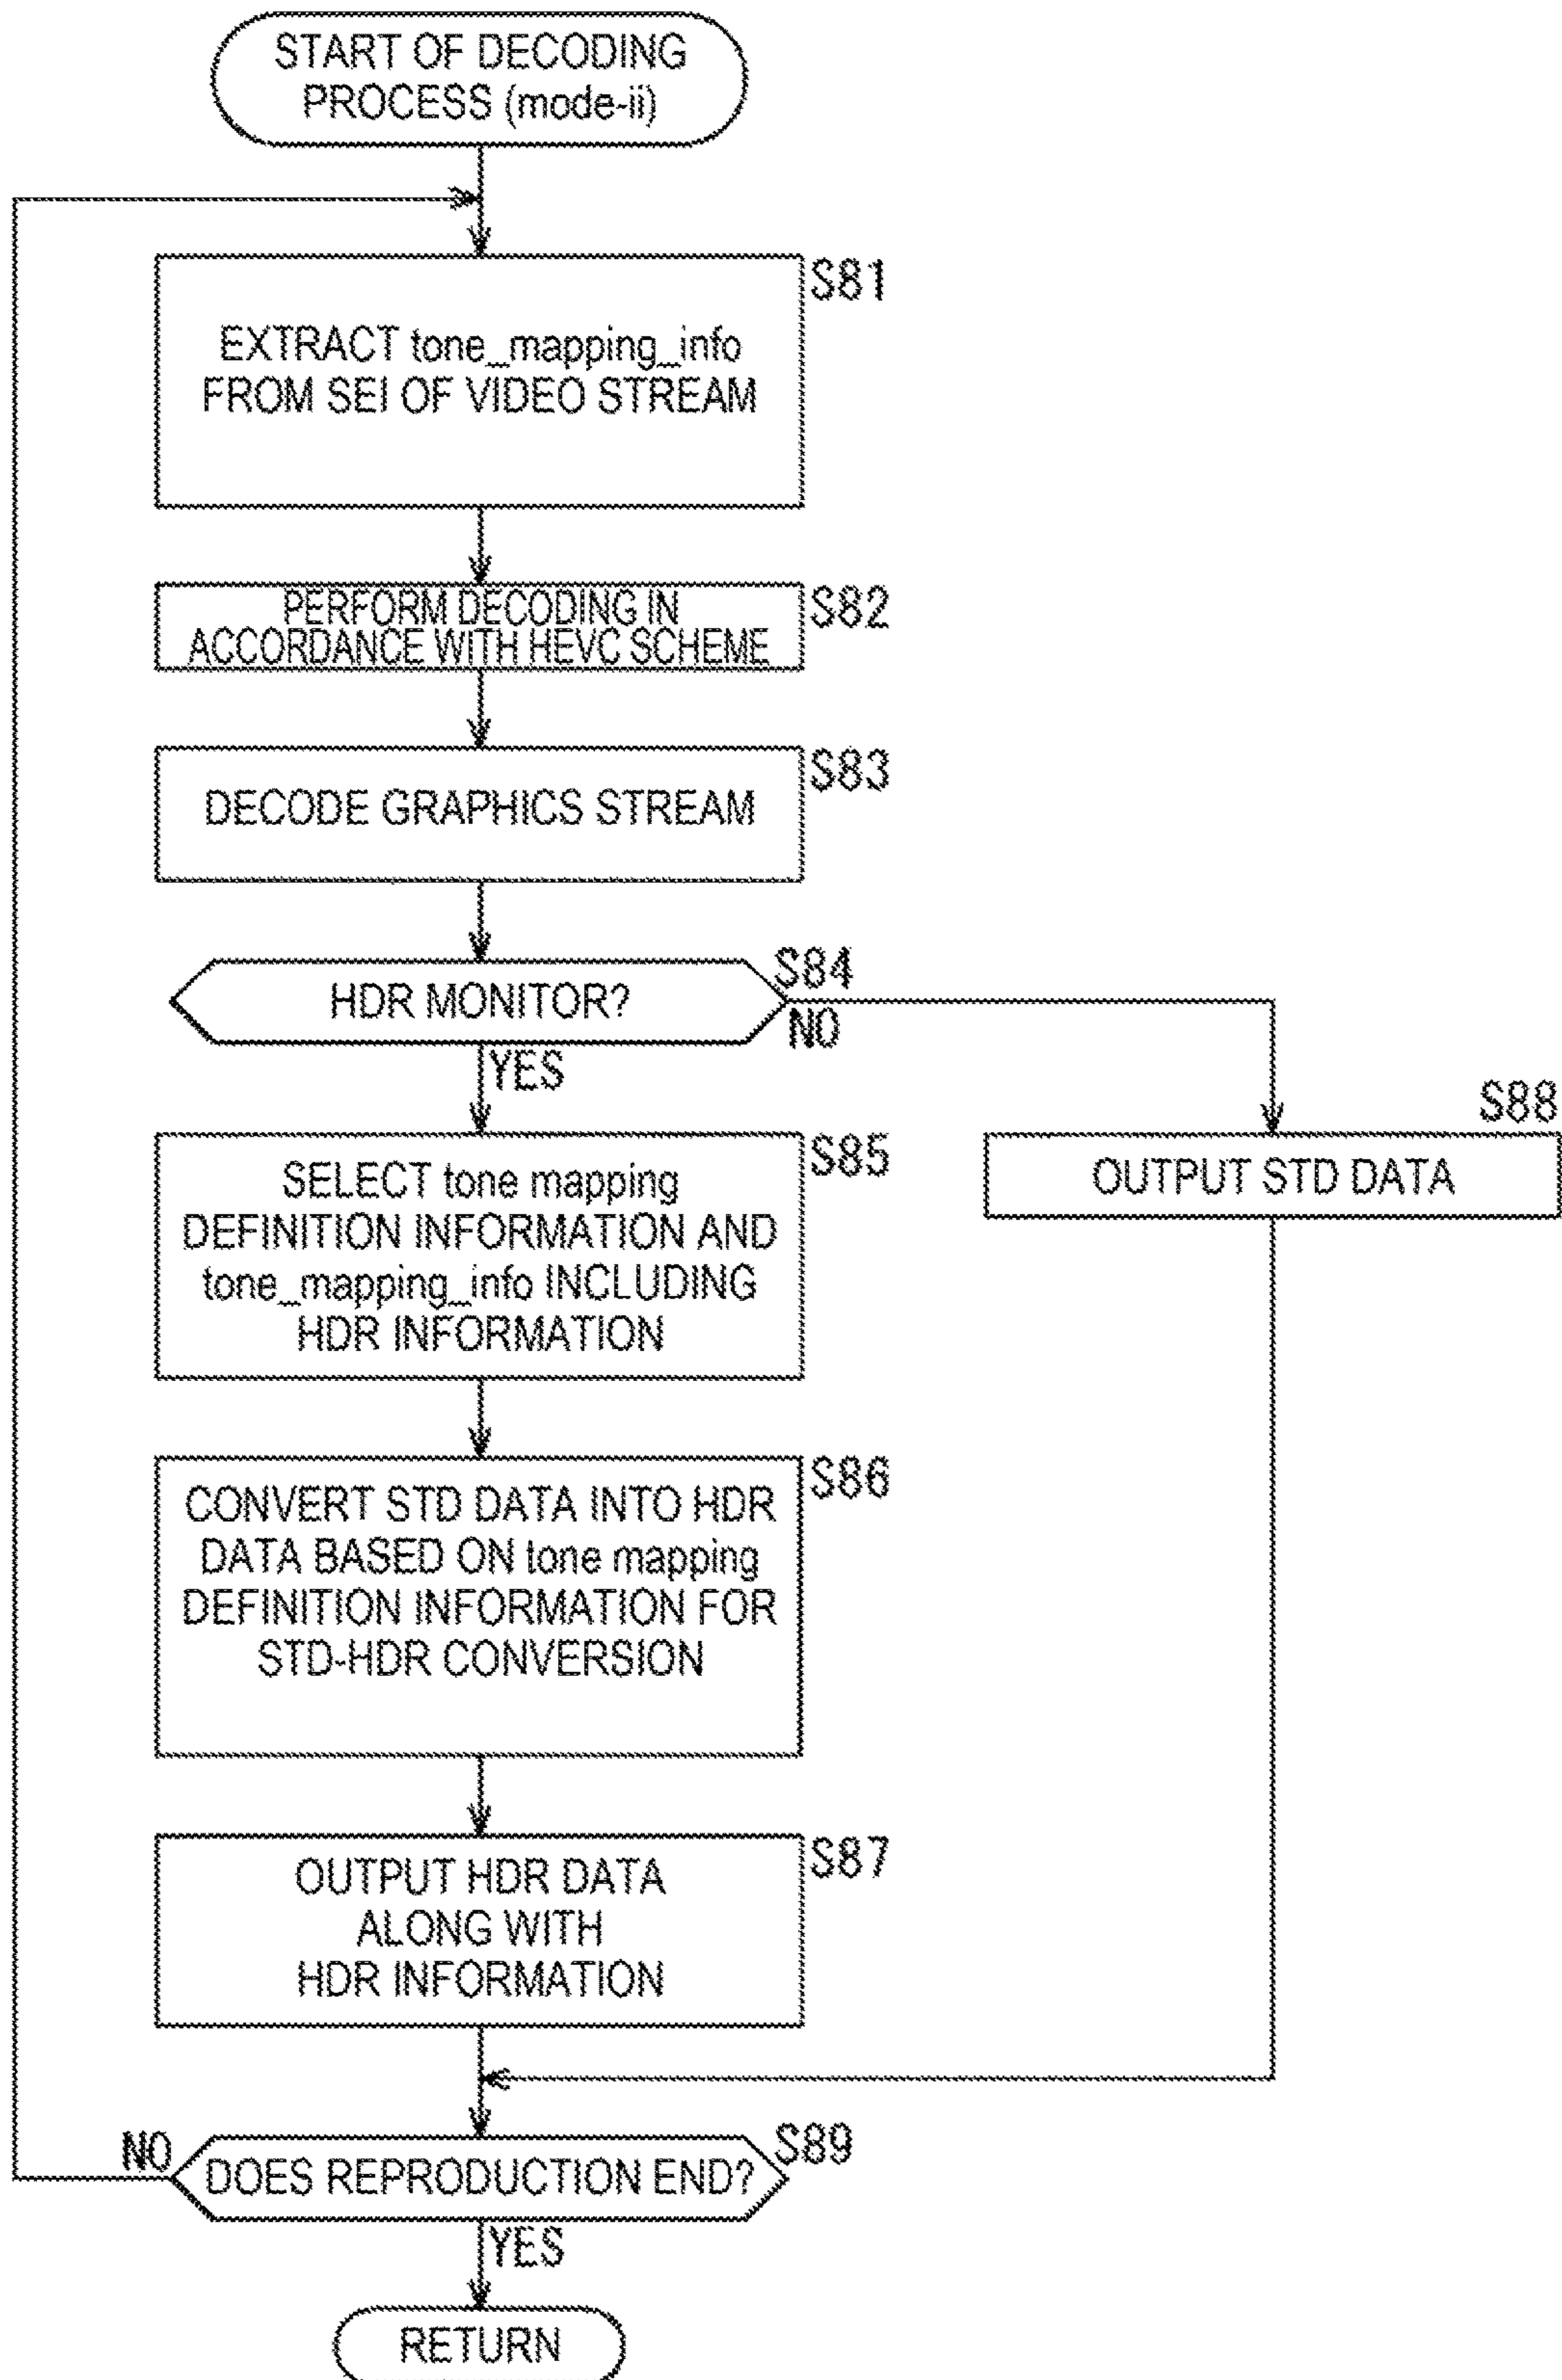 START OF DECODING
PROCESS (mode-ii)
S81
EXTRACT tone_mapping_info
FROM SEI OF VIDEO STREAM
S82
PERFORM DECODING IN
ACCORDANCE WITH HEVC SCHEME
S83
DECODE GRAPHICS STREAM
S84
HDR MONITOR?
NO
YES
S85
SELECT tone mapping
DEFINITION INFORMATION AND
tone_mapping_info INCLUDING
HDR INFORMATION
S88
OUTPUT STD DATA
S86
CONVERT STD DATA INTO HDR
DATA BASED ON tone mapping
DEFINITION INFORMATION FOR
STD-HDR CONVERSION
S87
OUTPUT HDR DATA
ALONG WITH
HDR INFORMATION
NO
S89
DOES REPRODUCTION END?
YES
RETURN